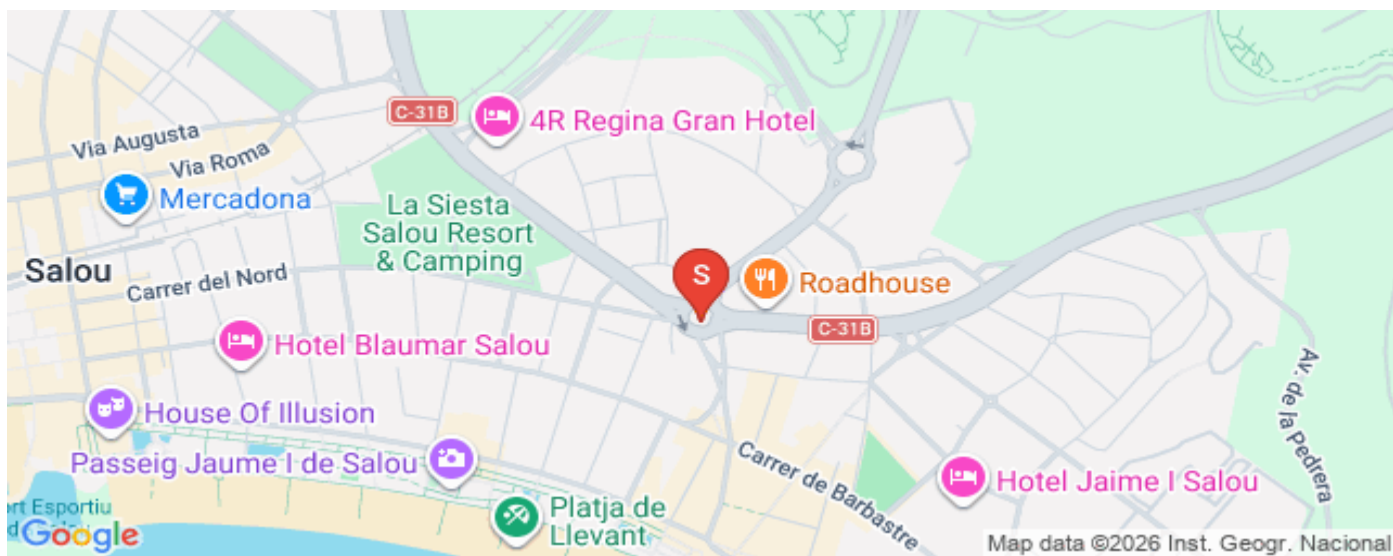 C-31B
4R Regina Gran Hotel
Via Augusta
Via Roma
Mercadona
La Siesta
Salou Resort
& Camping
Salou
Carrer del Nord
S
Roadhouse
C-31B
Hotel Blaumar Salou
Av. de la Pedrera
House Of Illusion
Passeig Jaume I de Salou
Carrer de Barbastre
Hotel Jaime I Salou
Platja de
Llevant
ort Esportiu
Google
Map data ©2026 Inst. Geogr. Nacional